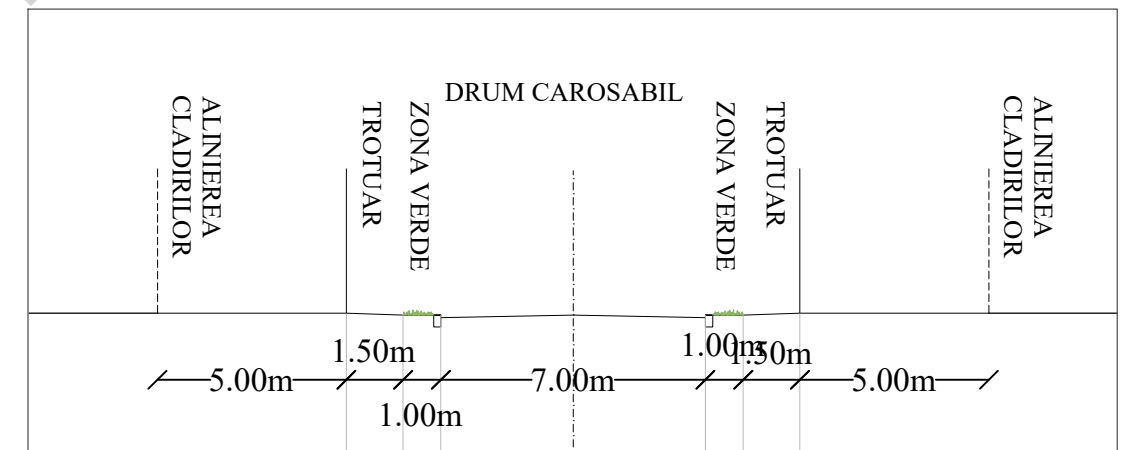 DRUM CAROSABIL
ALINIEREA
CLADIRILOR
TROTUAR
ZONA VERDE
ZONA VERDE
TROTUAR
ALINIEREA
CLADIRILOR
1.50m
1.00m
1.50m
5.00m
7.00m
5.00m
1.00m